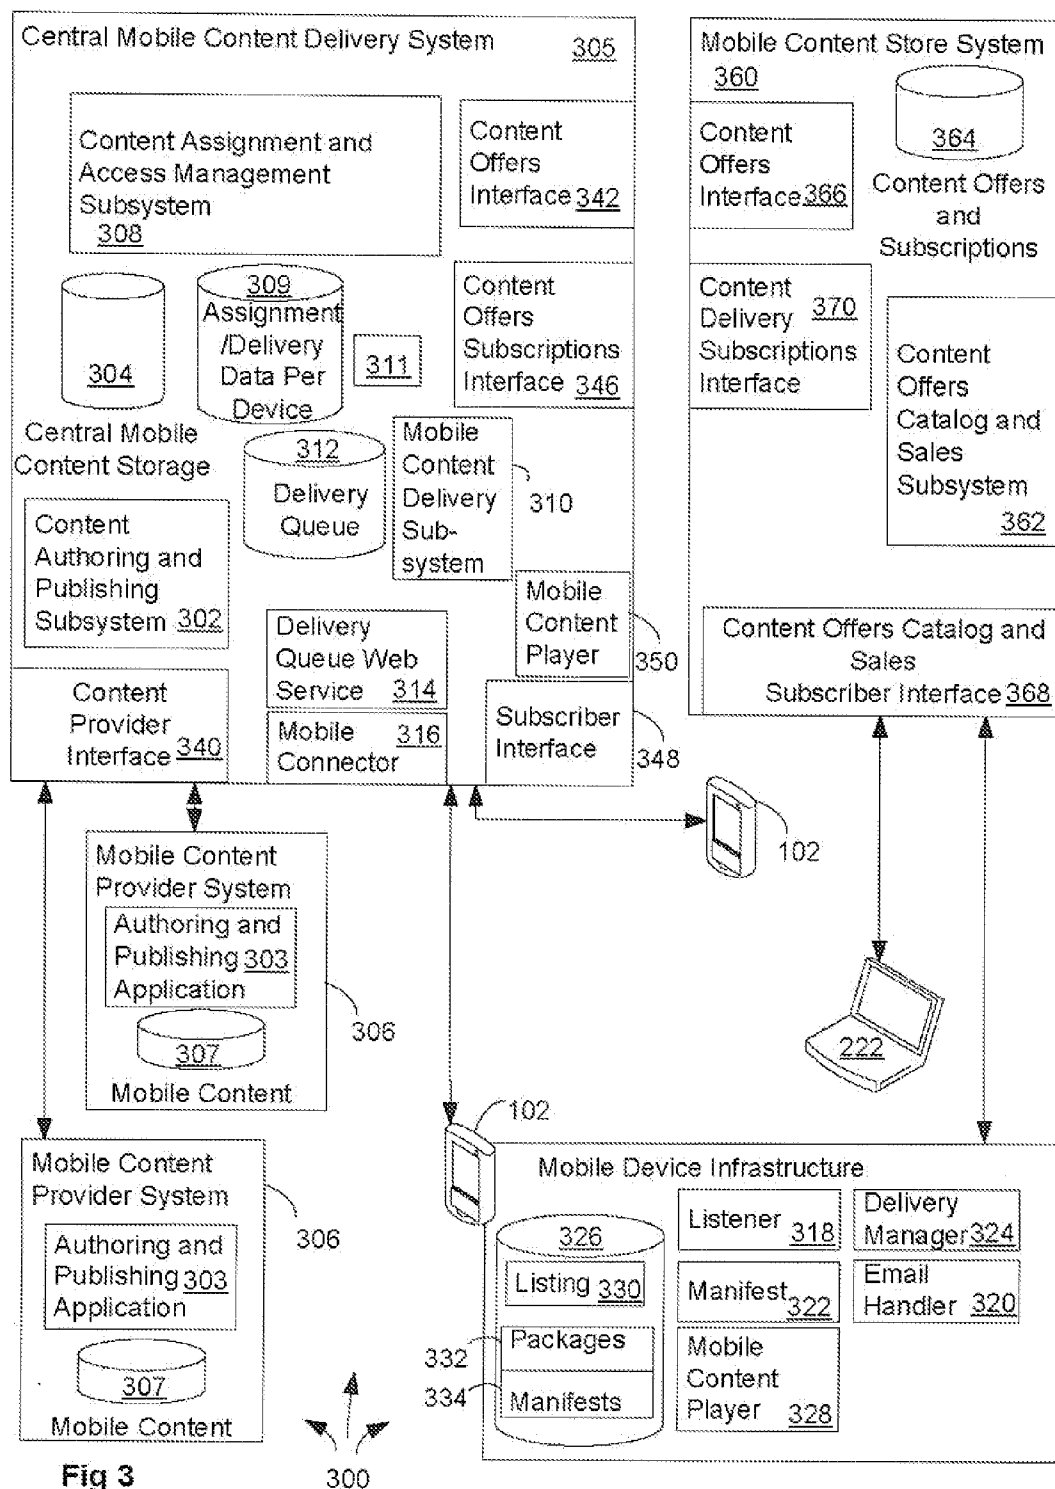 Central Mobile Content Delivery System 305
Content Assignment and
Access Management
Subsystem
308
Content
Offers
Interface 342
304
Central Mobile
Content Storage
309
Assignment
/Delivery
Data Per
Device
311
Content
Offers
Subscriptions
Interface 346
312
Delivery
Queue
Mobile
Content
Delivery
Sub-
system
310
Content
Authoring and
Publishing
Subsystem 302
Delivery
Queue Web
Service 314
Mobile
Content
Player
350
Content
Provider
Interface 340
Mobile 316
Connector
Subscriber
Interface
348
Mobile Content Store System
360
364
Content Offers
and
Subscriptions
Content
Offers
Interface 366
Content
Delivery 370
Subscriptions
Interface
Content
Offers
Catalog and
Sales
Subsystem
362
Content Offers Catalog and
Sales
Subscriber Interface 368
102
222
Mobile Content
Provider System
Authoring and
Publishing 303
Application
307
Mobile Content
306
Mobile Content
Provider System
Authoring and
Publishing 303
Application
307
Mobile Content
306
102
Mobile Device Infrastructure
326
Listing 330
Packages
332
Manifests
334
Listener 318
Delivery
Manager 324
Manifest 322
Email
Handler 320
Mobile
Content
Player 328
Fig 3
300